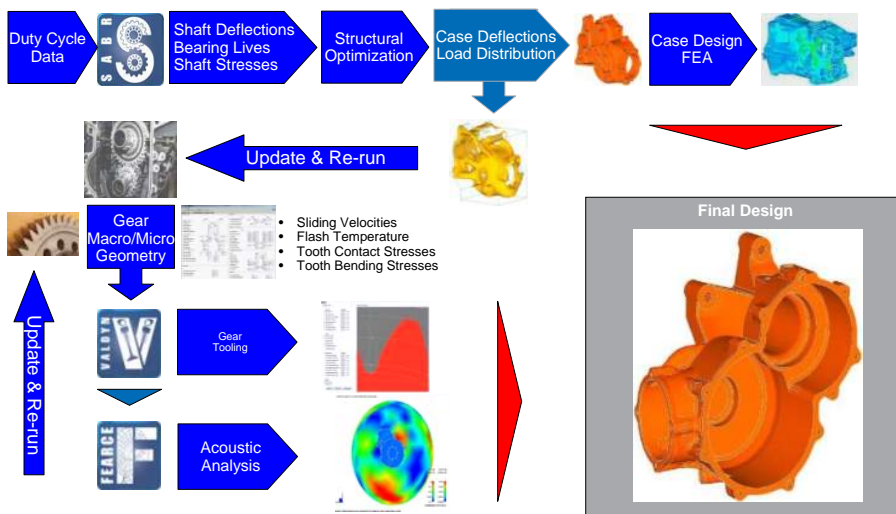 Duty Cycle
Data
SABR
Shaft Deflections
Bearing Lives
Shaft Stresses
Structural
Optimization
Case Deflections
Load Distribution
Case Design
FEA
Update & Re-run
Gear
Macro/Micro
Geometry
• Sliding Velocities
• Flash Temperature
• Tooth Contact Stresses
• Tooth Bending Stresses
Final Design
Update & Re-run
VALDYN
V
Gear
Tooling
FEARCE
F
Acoustic
Analysis